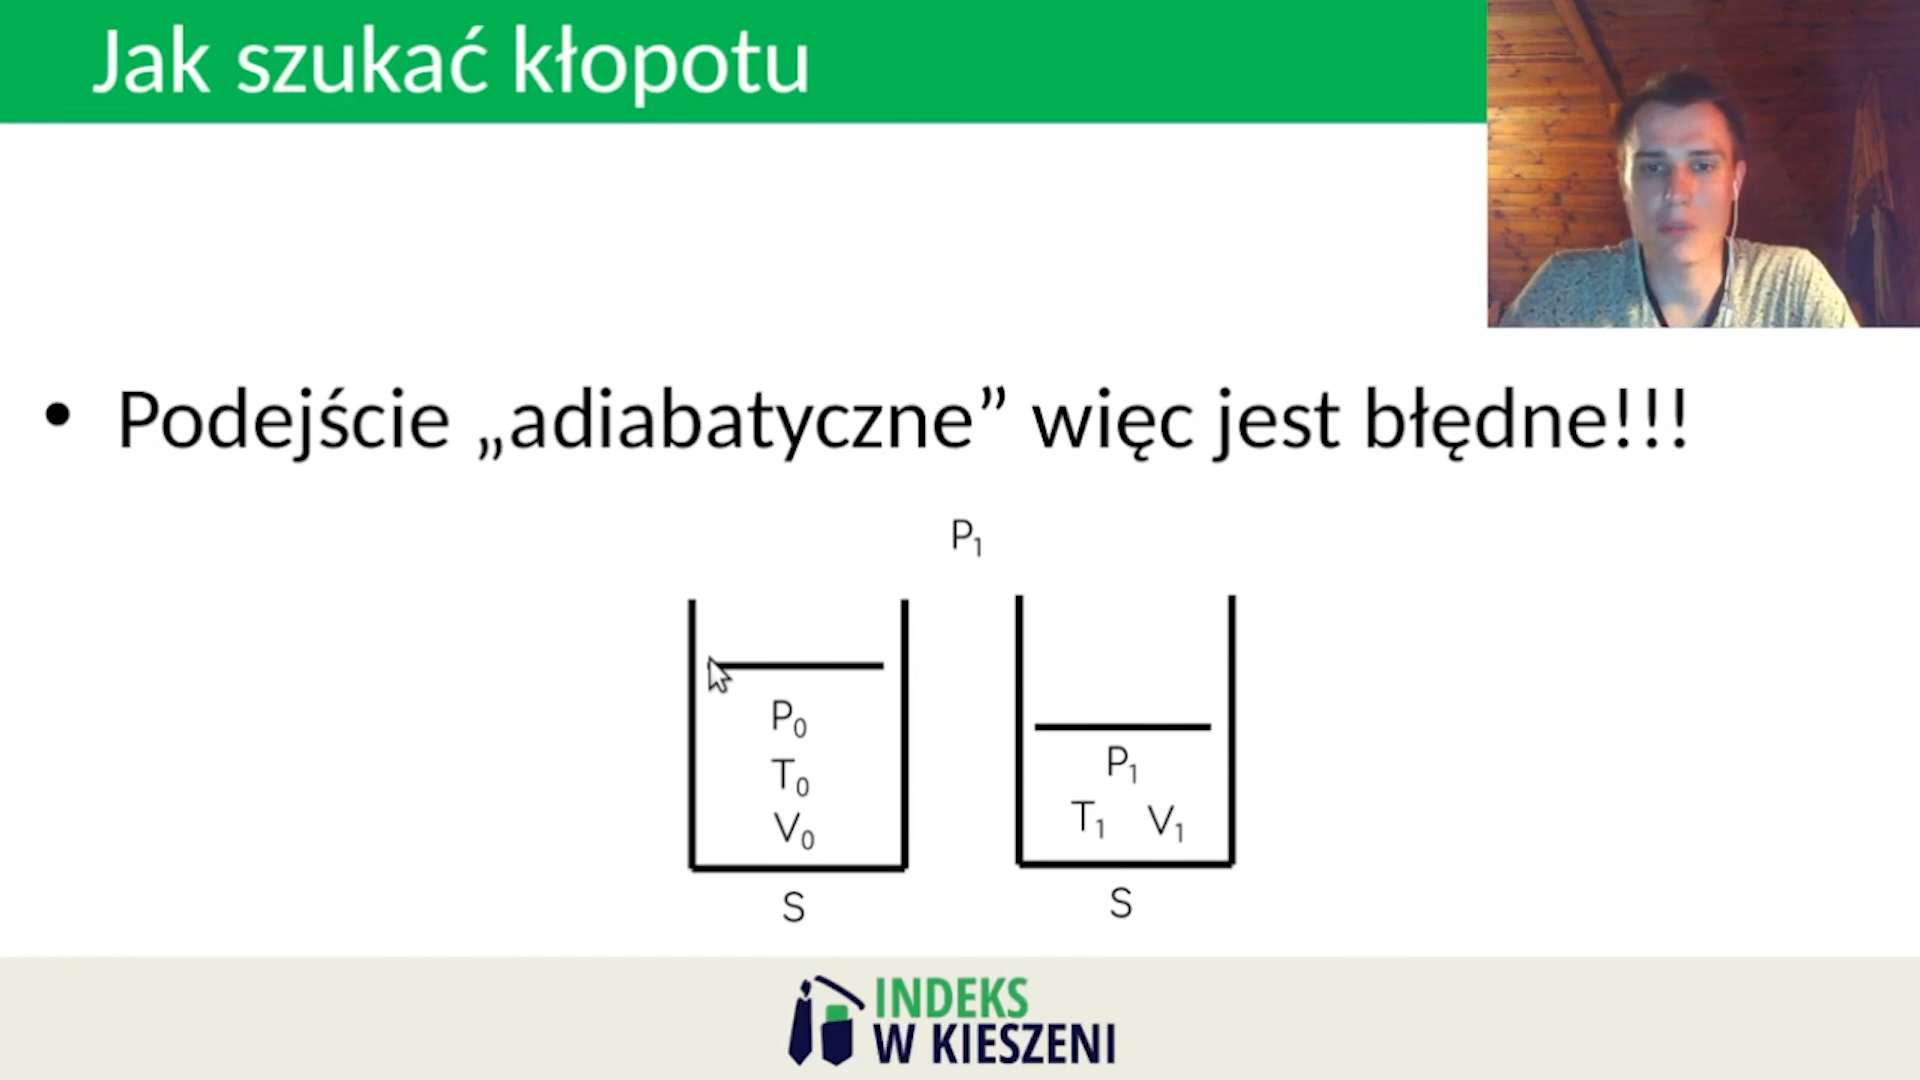 Jak szukać kłopotu
• Podejście „adiabatyczne” więc jest błędne!!!
P₁
P₀
T₀
V₀
S
P₁
T₁ V₁
S
INDEKS
W KIESZENI